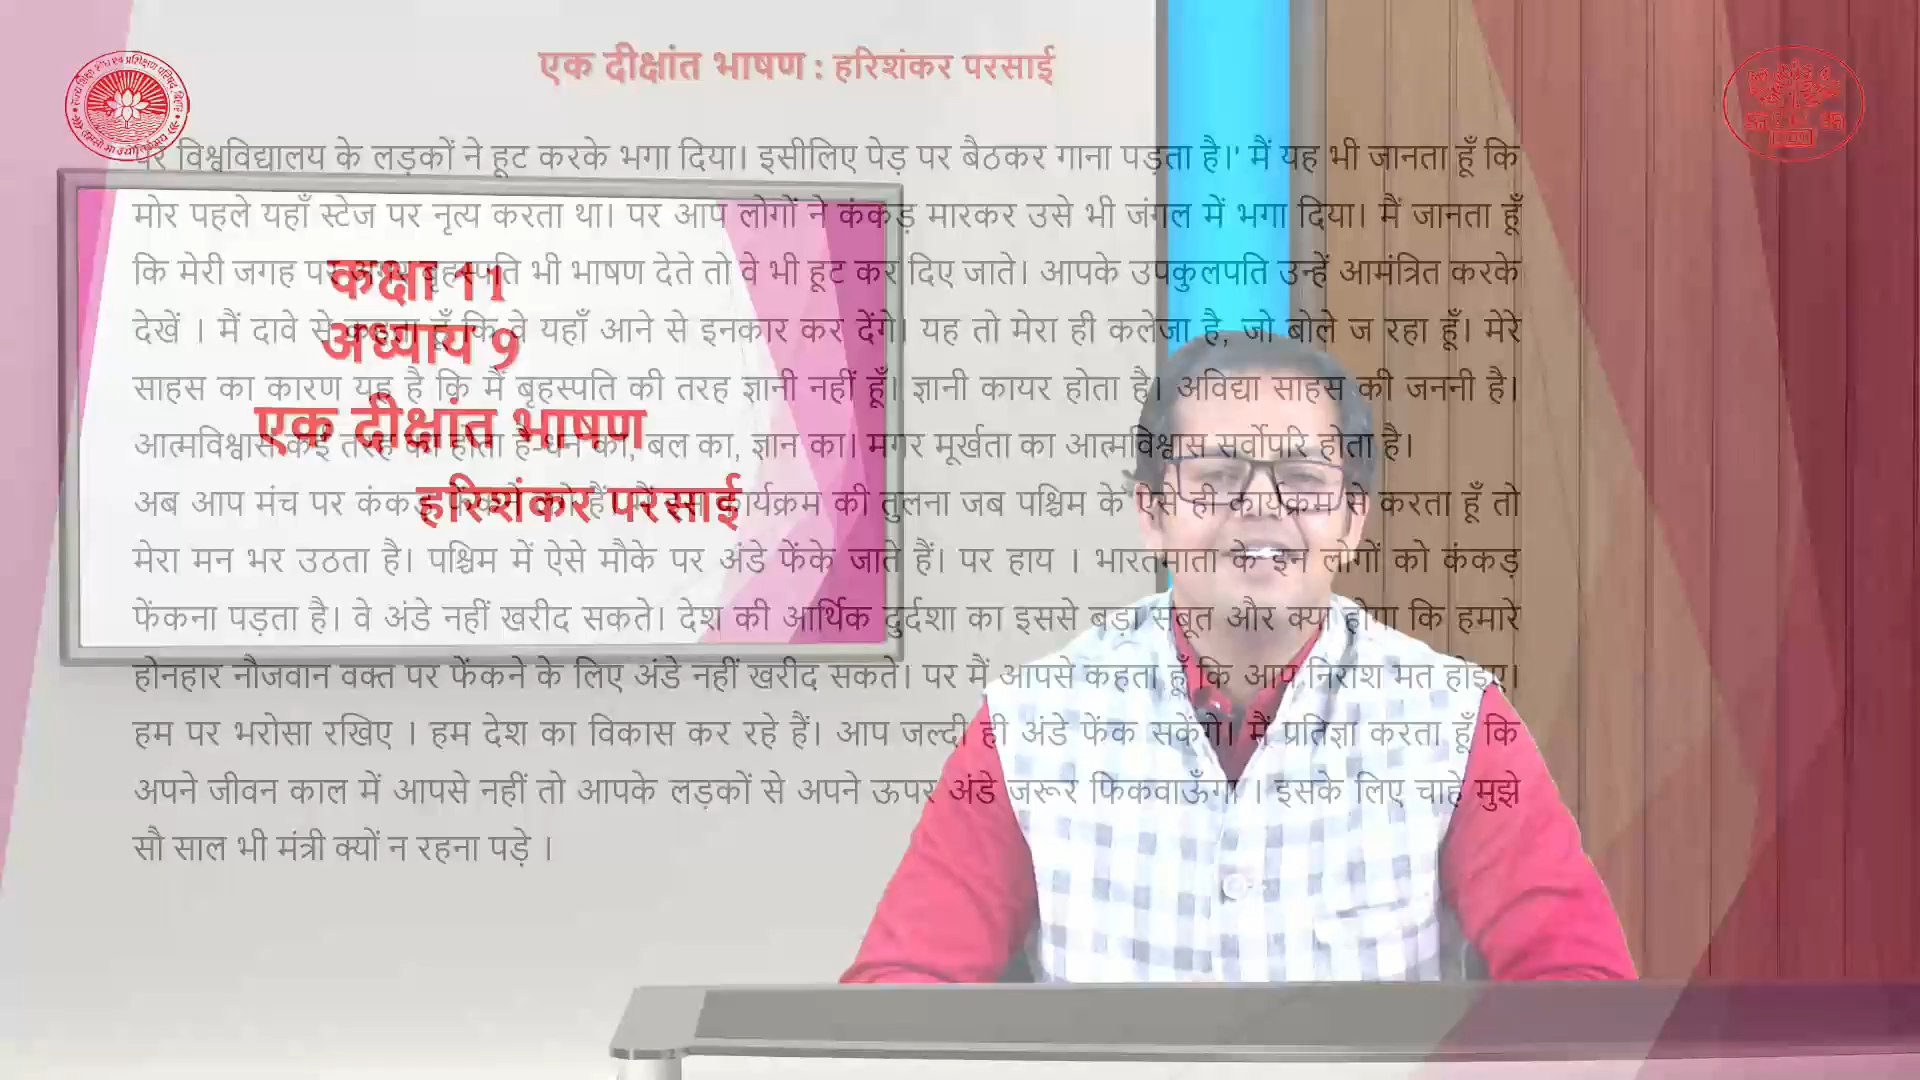 एक दीक्षांत भाषण : हरिशंकर परसाई
पर विश्वविद्यालय के लड़कों ने हूट करके भगा दिया। इसीलिए पेड़ पर बैठकर गाना पड़ता है।' मैं यह भी जानता हूँ कि
मोर पहले यहाँ स्टेज पर नृत्य करता था। पर आप लोगों ने कंकड़ मारकर उसे भी जंगल में भगा दिया। मैं जानता हूँ
कि मेरी जगह पर बृहस्पति भी भाषण देते तो वे भी हूट कर दिए जाते। आपके उपकुलपति उन्हें आमंत्रित करके
देखें । मैं दावे से कहता हूँ कि वे यहाँ आने से इनकार कर देंगे। यह तो मेरा ही कलेजा है, जो बोले ज रहा हूँ। मेरे
साहस का कारण यह है कि मैं बृहस्पति की तरह ज्ञानी नहीं हूँ। ज्ञानी कायर होता है। अविद्या साहस की जननी है।
आत्मविश्वास कई तरह का होता है-धन का, बल का, ज्ञान का। मगर मूर्खता का आत्मविश्वास सर्वोपरि होता है।
अब आप मंच पर कंकड़ हैं। कार्यक्रम की तुलना जब पश्चिम के ऐसे ही कार्यक्रम से करता हूँ तो
मेरा मन भर उठता है। पश्चिम में ऐसे मौके पर अंडे फेंके जाते हैं। पर हाय । भारतमाता के इन लोगों को कंकड़
फेंकना पड़ता है। वे अंडे नहीं खरीद सकते। देश की आर्थिक दुर्दशा का इससे बड़ा सबूत और क्या होगा कि हमारे
होनहार नौजवान वक्त पर फेंकने के लिए अंडे नहीं खरीद सकते। पर मैं आपसे कहता हूँ कि आप निराश मत होइए।
हम पर भरोसा रखिए । हम देश का विकास कर रहे हैं। आप जल्दी ही अंडे फेंक सकेंगे। मैं प्रतिज्ञा करता हूँ कि
अपने जीवन काल में आपसे नहीं तो आपके लड़कों से अपने ऊपर अंडे जरूर फिकवाऊँगा । इसके लिए चाहे मुझे
सौ साल भी मंत्री क्यों न रहना पड़े ।
कक्षा 11
अध्याय 9
एक दीक्षांत भाषण
हरिशंकर परसाई